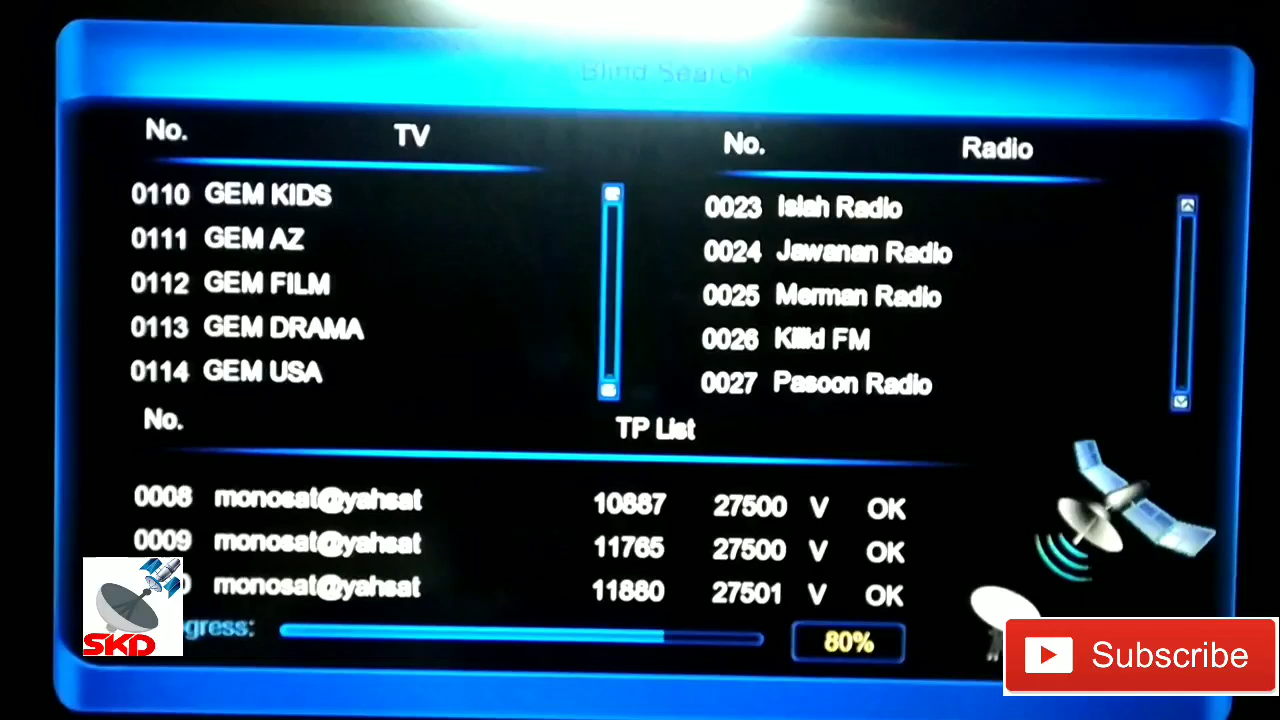 Blind Search
No. TV
0110 GEM KIDS
0111 GEM AZ
0112 GEM FILM
0113 GEM DRAMA
0114 GEM USA
No. Radio
0023 Islah Radio
0024 Jawanan Radio
0025 Merman Radio
0026 Killid FM
0027 Pasoon Radio
No. TP List
0008 monosat@yahsat 10887 27500 V OK
0009 monosat@yahsat 11765 27500 V OK
monosat@yahsat 11880 27501 V OK
gress: 80%
SKD
Subscribe